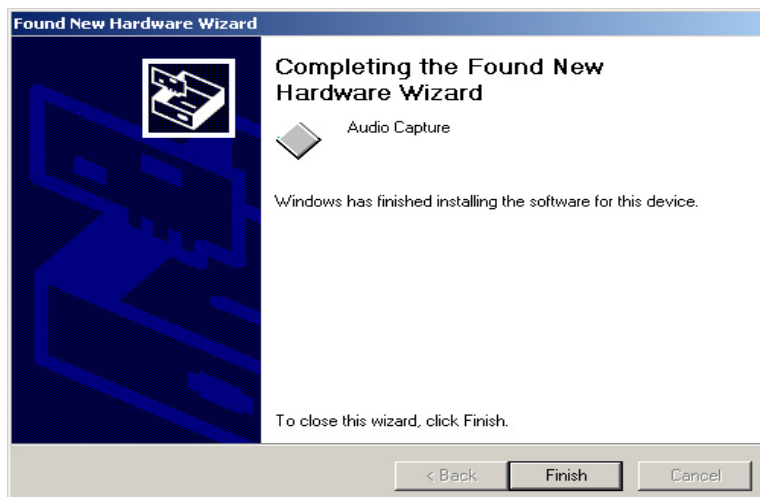 Found New Hardware Wizard
Completing the Found New
Hardware Wizard
Audio Capture
Windows has finished installing the software for this device.
To close this wizard, click Finish.
< Back Finish Cancel